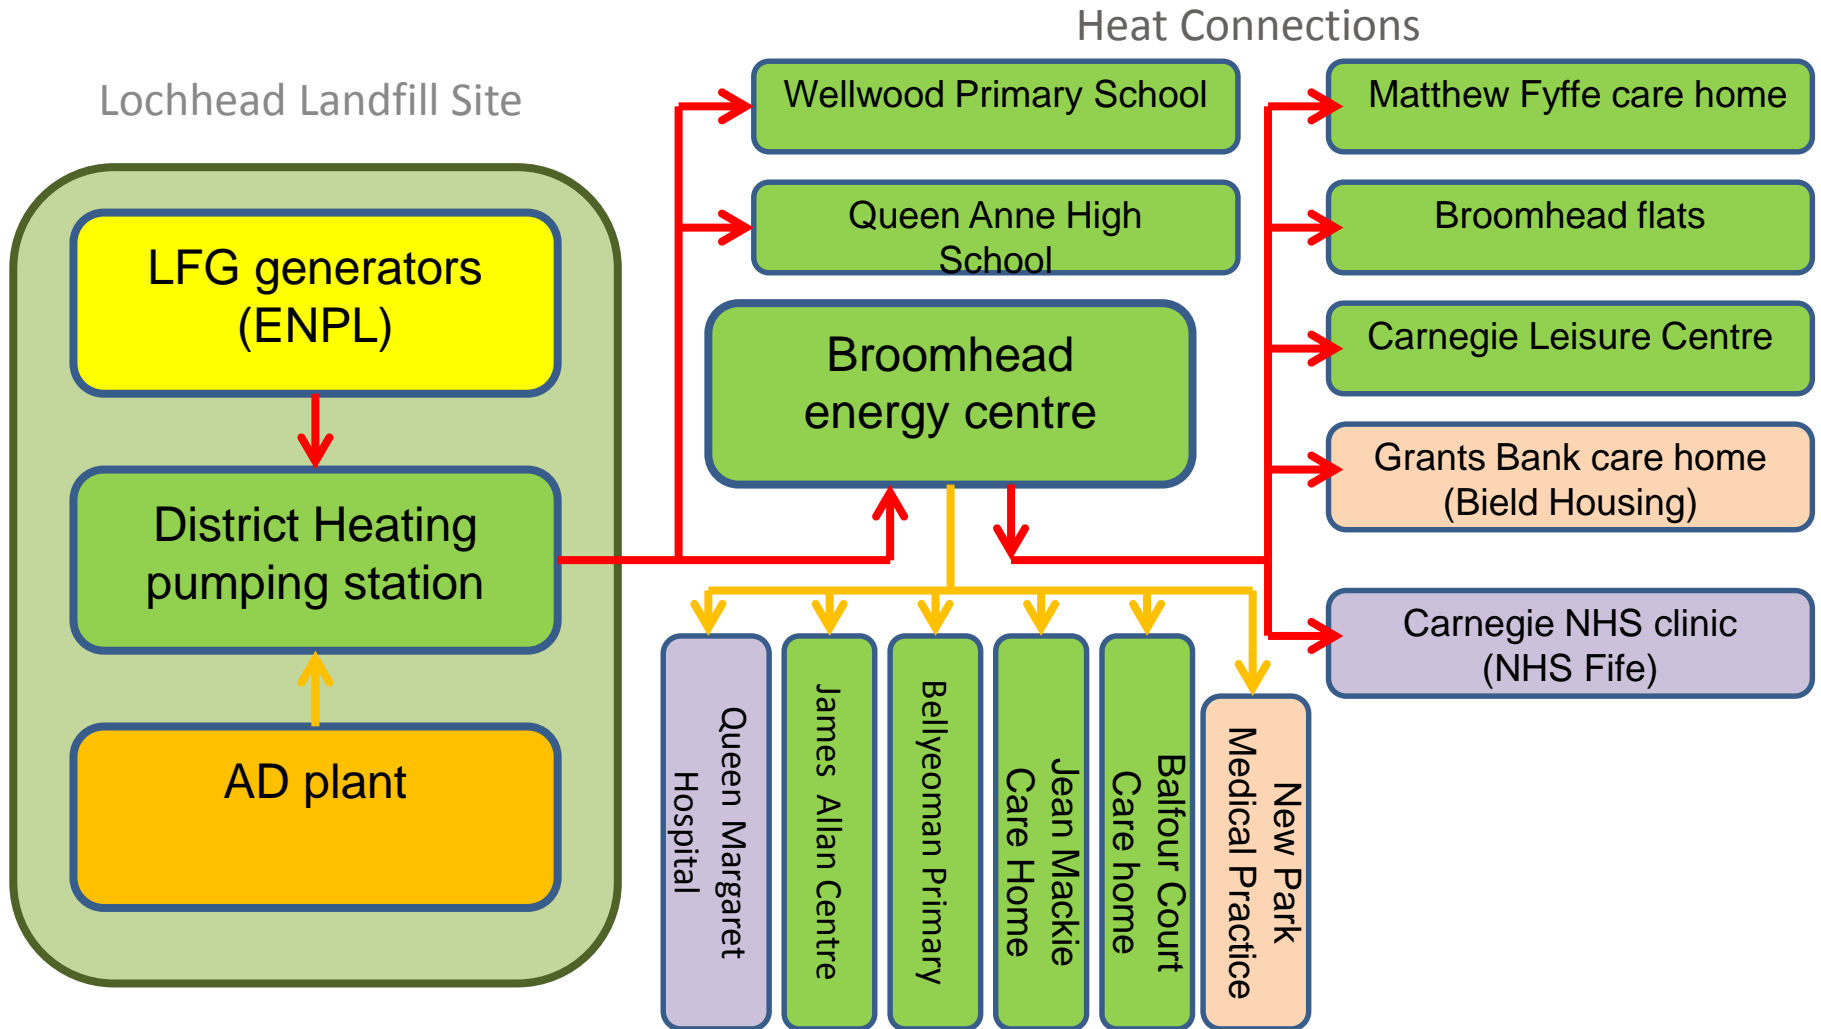 Heat Connections
Lochhead Landfill Site
LFG generators
(ENPL)
District Heating
pumping station
AD plant
Wellwood Primary School
Queen Anne High
School
Broomhead
energy centre
Matthew Fyffe care home
Broomhead flats
Carnegie Leisure Centre
Grants Bank care home
(Bield Housing)
Carnegie NHS clinic
(NHS Fife)
Queen Margaret
Hospital
James Allan Centre
Bellyeoman Primary
Jean Mackie
Care Home
Balfour Court
Care home
New Park
Medical Practice